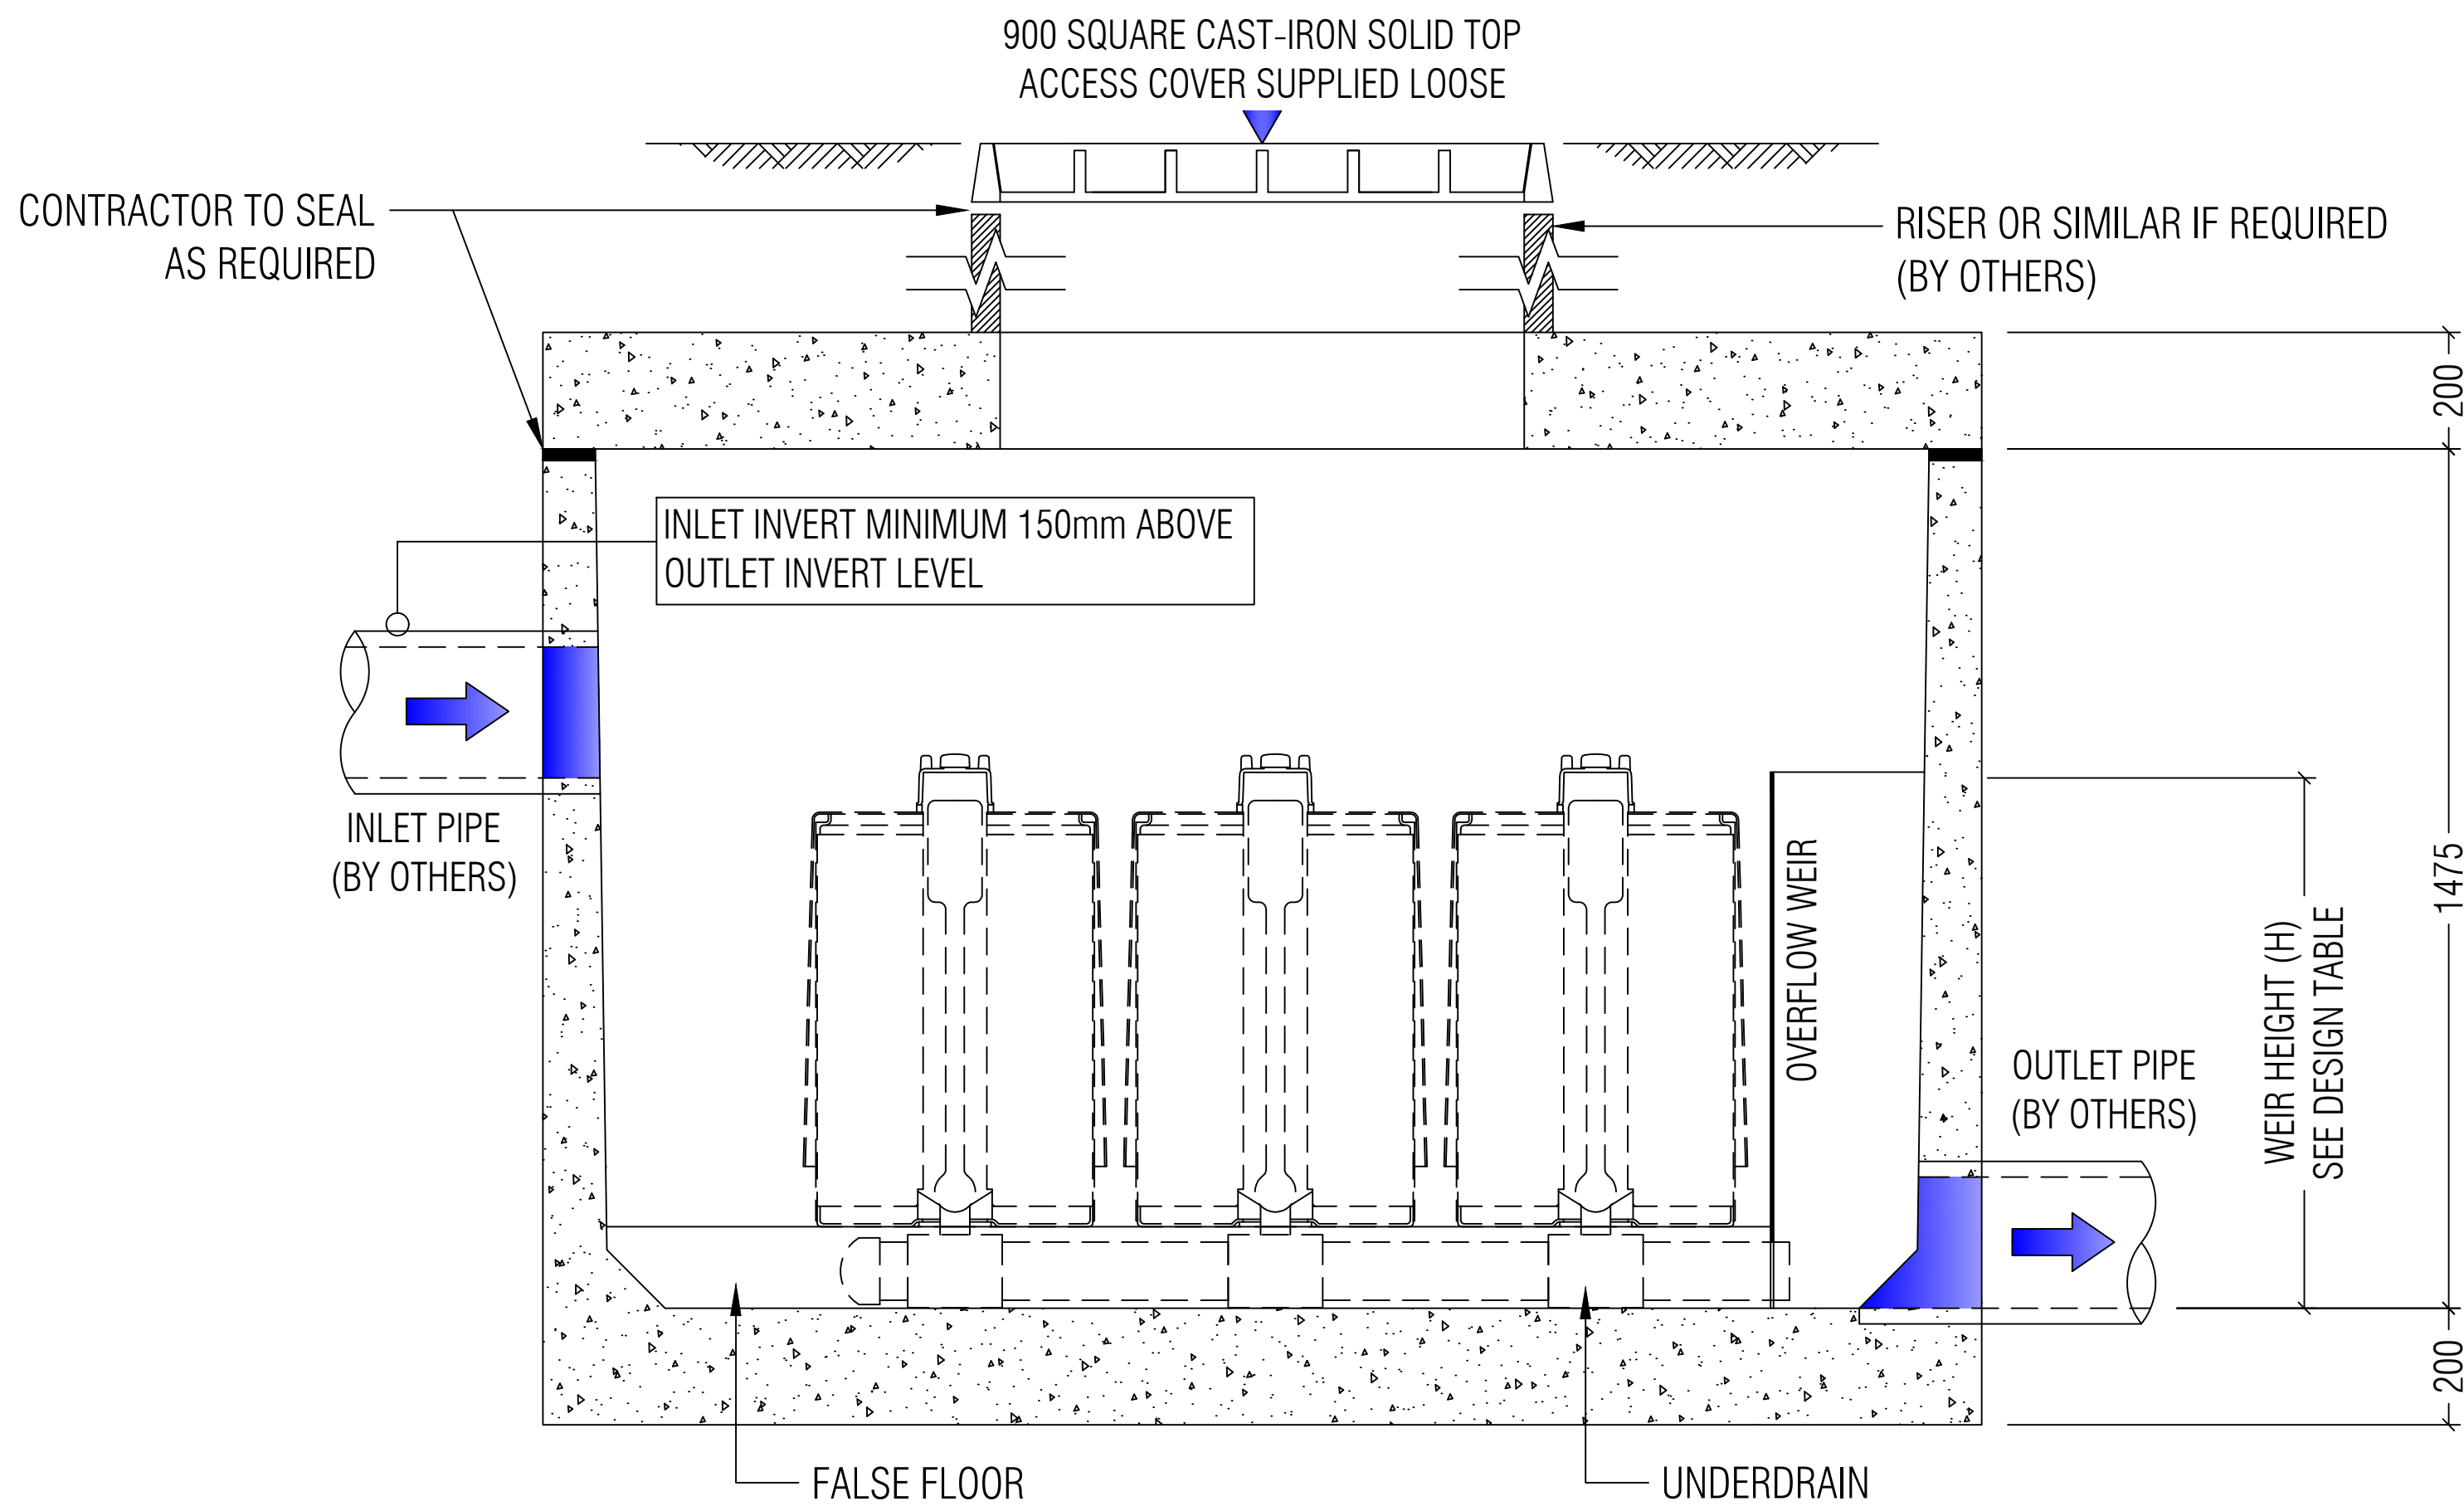 900 SQUARE CAST-IRON SOLID TOP
ACCESS COVER SUPPLIED LOOSE
CONTRACTOR TO SEAL
AS REQUIRED
RISER OR SIMILAR IF REQUIRED
(BY OTHERS)
200
INLET INVERT MINIMUM 150mm ABOVE
OUTLET INVERT LEVEL
INLET PIPE
(BY OTHERS)
OVERFLOW WEIR
1475
WEIR HEIGHT (H)
SEE DESIGN TABLE
OUTLET PIPE
(BY OTHERS)
200
FALSE FLOOR
UNDERDRAIN